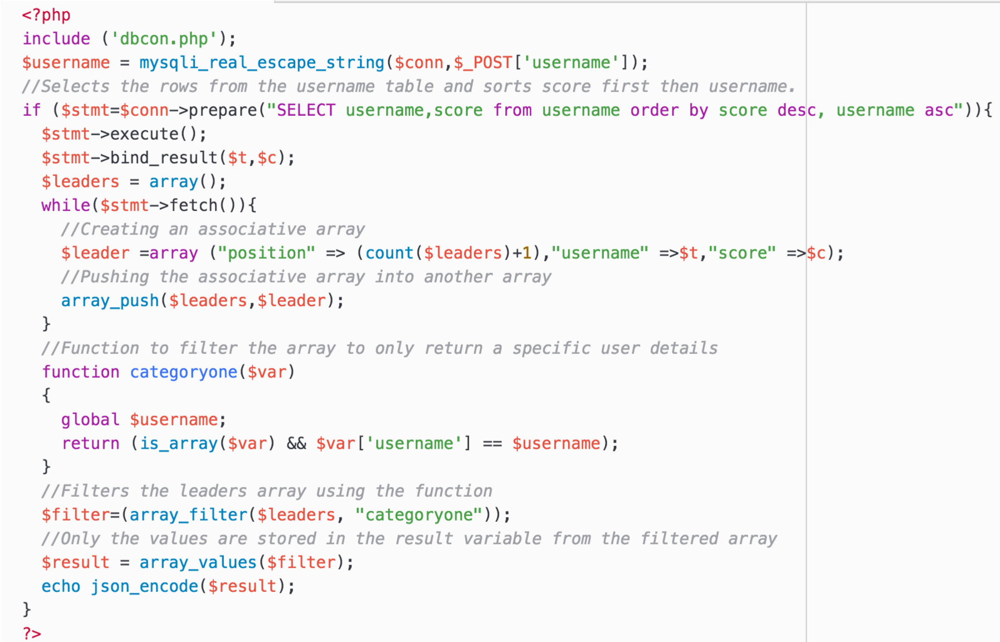 <?php
include ('dbcon.php');
$username = mysqli_real_escape_string($conn,$_POST['username']);
//Selects the rows from the username table and sorts score first then username.
if ($stmt=$conn->prepare("SELECT username,score from username order by score desc, username asc")){
  $stmt->execute();
  $stmt->bind_result($t,$c);
  $leaders = array();
  while($stmt->fetch()){
    //Creating an associative array
    $leader =array ("position" => (count($leaders)+1),"username" =>$t,"score" =>$c);
    //Pushing the associative array into another array
    array_push($leaders,$leader);
  }
  //Function to filter the array to only return a specific user details
  function categoryone($var)
  {
    global $username;
    return (is_array($var) && $var['username'] == $username);
  }
  //Filters the leaders array using the function
  $filter=(array_filter($leaders, "categoryone"));
  //Only the values are stored in the result variable from the filtered array
  $result = array_values($filter);
  echo json_encode($result);
}
?>